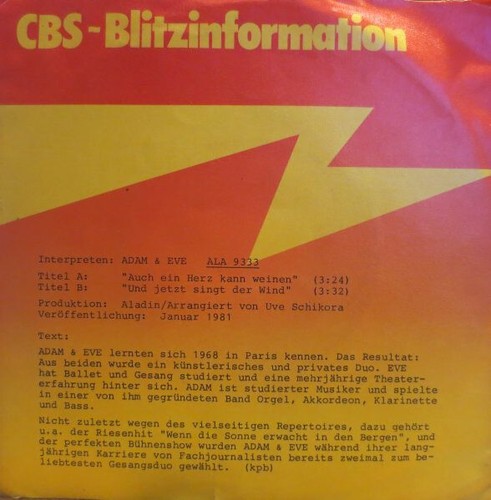 CBS-Blitzinformation
Interpreten: ADAM & EVE ALA 9333
Titel A: "Auch ein Herz kann weinen" (3:24)
Titel B: "Und jetzt singt der Wind" (3:32)
Produktion: Aladin/Arrangiert von Uve Schikora
Veröffentlichung: Januar 1981
Text:
ADAM & EVE lernten sich 1968 in Paris kennen. Das Resultat:
Aus beiden wurde ein künstlerisches und privates Duo. EVE
hat Ballet und Gesang studiert und eine mehrjährige Theater-
erfahrung hinter sich. ADAM ist studierter Musiker und spielte
in einer von ihm gegründeten Band Orgel, Akkordeon, Klarinette
und Bass.
Nicht zuletzt wegen des vielseitigen Repertoires, dazu gehört
u.a. der Riesenhit "Wenn die Sonne erwacht in den Bergen", und
der perfekten Bühnenshow wurden ADAM & EVE während ihrer lang-
jährigen Karriere von Fachjournalisten bereits zweimal zum be-
liebtesten Gesangsduo gewählt. (kpb)